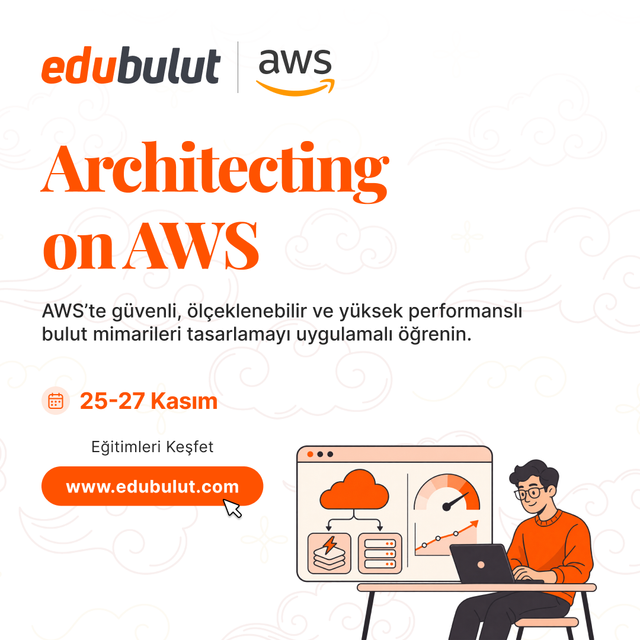 edubulut
aws
Architecting
on AWS
AWS’te güvenli, ölçeklenebilir ve yüksek performanslı
bulut mimarileri tasarlamayı uygulamalı öğrenin.
25-27 Kasım
Eğitimleri Keşfet
www.edubulut.com